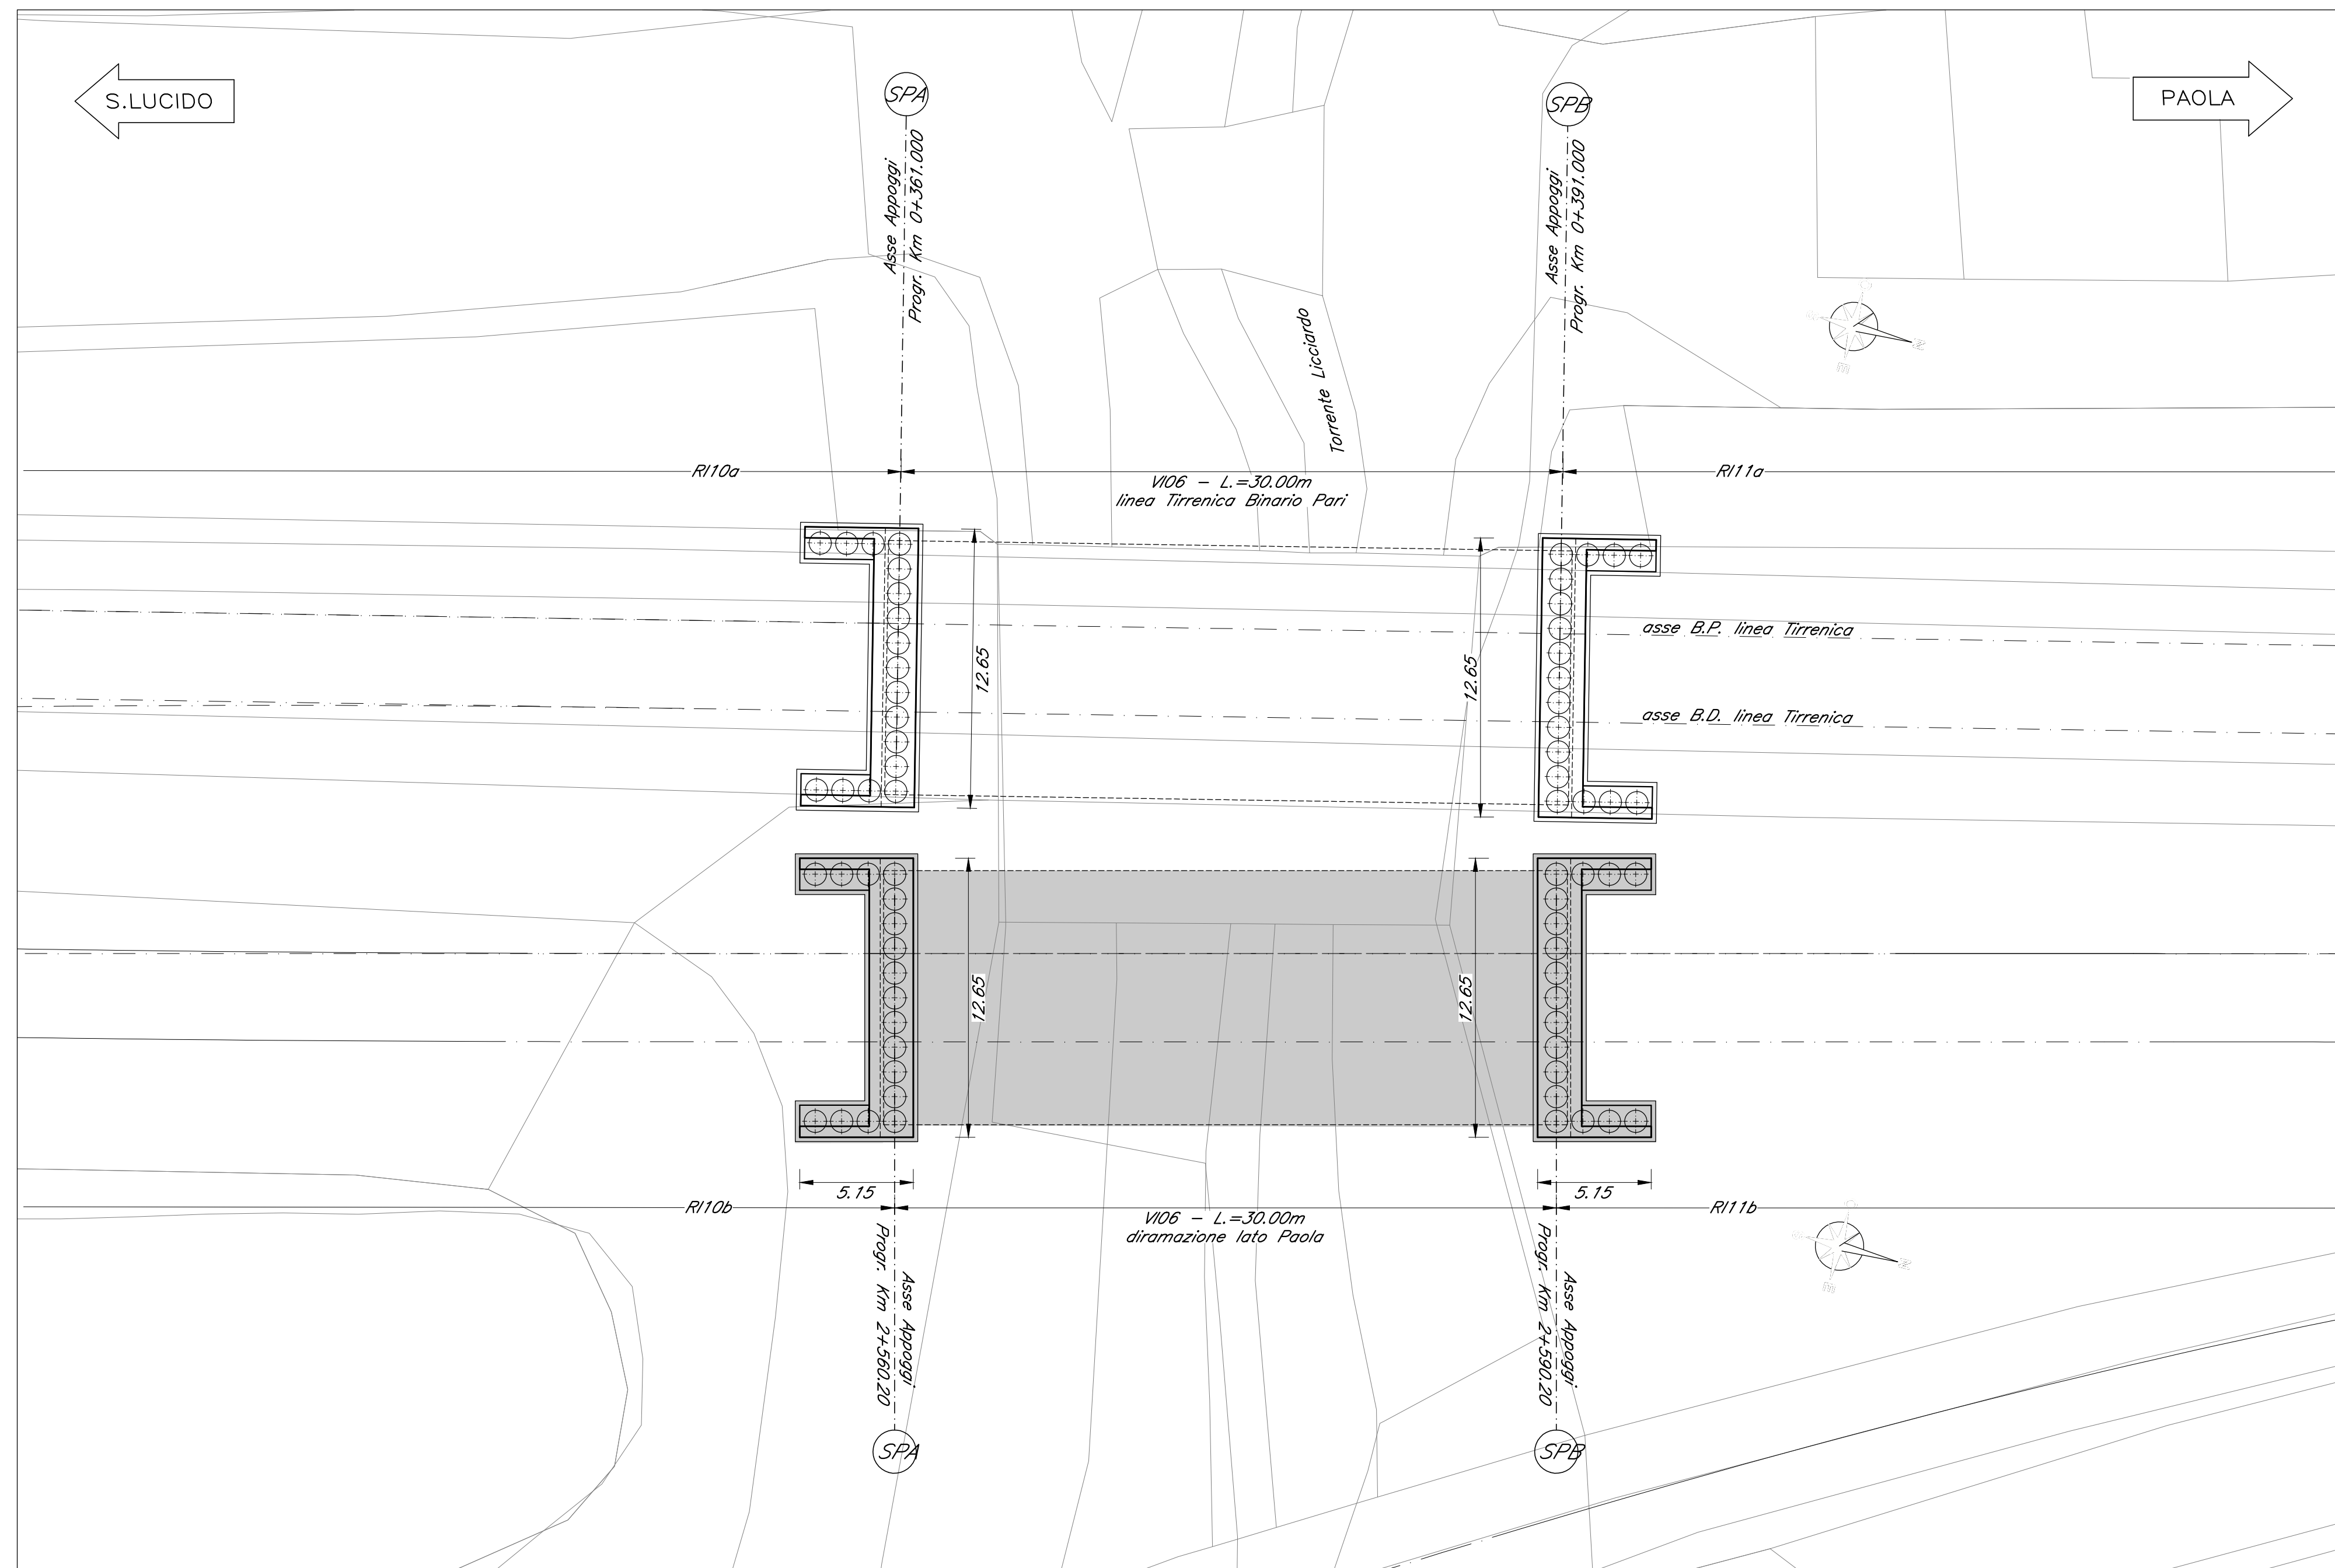 S.LUCIDO
SPA
SPB
PAOLA
Asse Appoggi
Progr. Km 0+361.000
Asse Appoggi
Progr. Km 0+391.000
N
E
Torrente Licciardo
RI10a
VI06 - L.=30.00m
linea Tirrenica Binario Pari
RI11a
asse B.P. linea Tirrenica
12.65
12.65
asse B.D. linea Tirrenica
12.65
12.65
5.15
5.15
RI10b
VI06 - L.=30.00m
diramazione lato Paola
RI11b
N
E
Asse Appoggi
Progr. Km 2+560.20
Asse Appoggi
Progr. Km 2+590.20
SPA
SPB